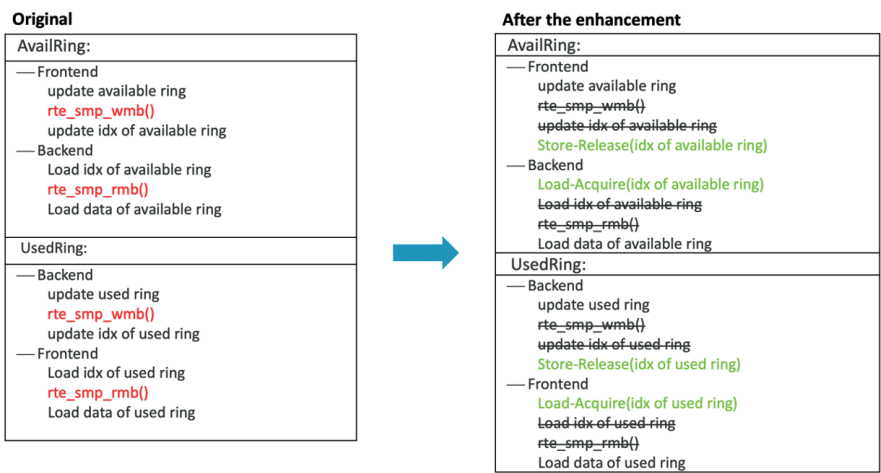 Original
AvailRing:
— Frontend
update available ring
rte_smp_wmb()
update idx of available ring
— Backend
Load idx of available ring
rte_smp_rmb()
Load data of available ring
UsedRing:
— Backend
update used ring
rte_smp_wmb()
update idx of used ring
— Frontend
Load idx of used ring
rte_smp_rmb()
Load data of used ring
After the enhancement
AvailRing:
— Frontend
update available ring
rte_smp_wmb()
update idx of available ring
Store-Release(idx of available ring)
— Backend
Load-Acquire(idx of available ring)
Load idx of available ring
rte_smp_rmb()
Load data of available ring
UsedRing:
— Backend
update used ring
rte_smp_wmb()
update idx of used ring
Store-Release(idx of used ring)
— Frontend
Load-Acquire(idx of used ring)
Load idx of used ring
rte_smp_rmb()
Load data of used ring